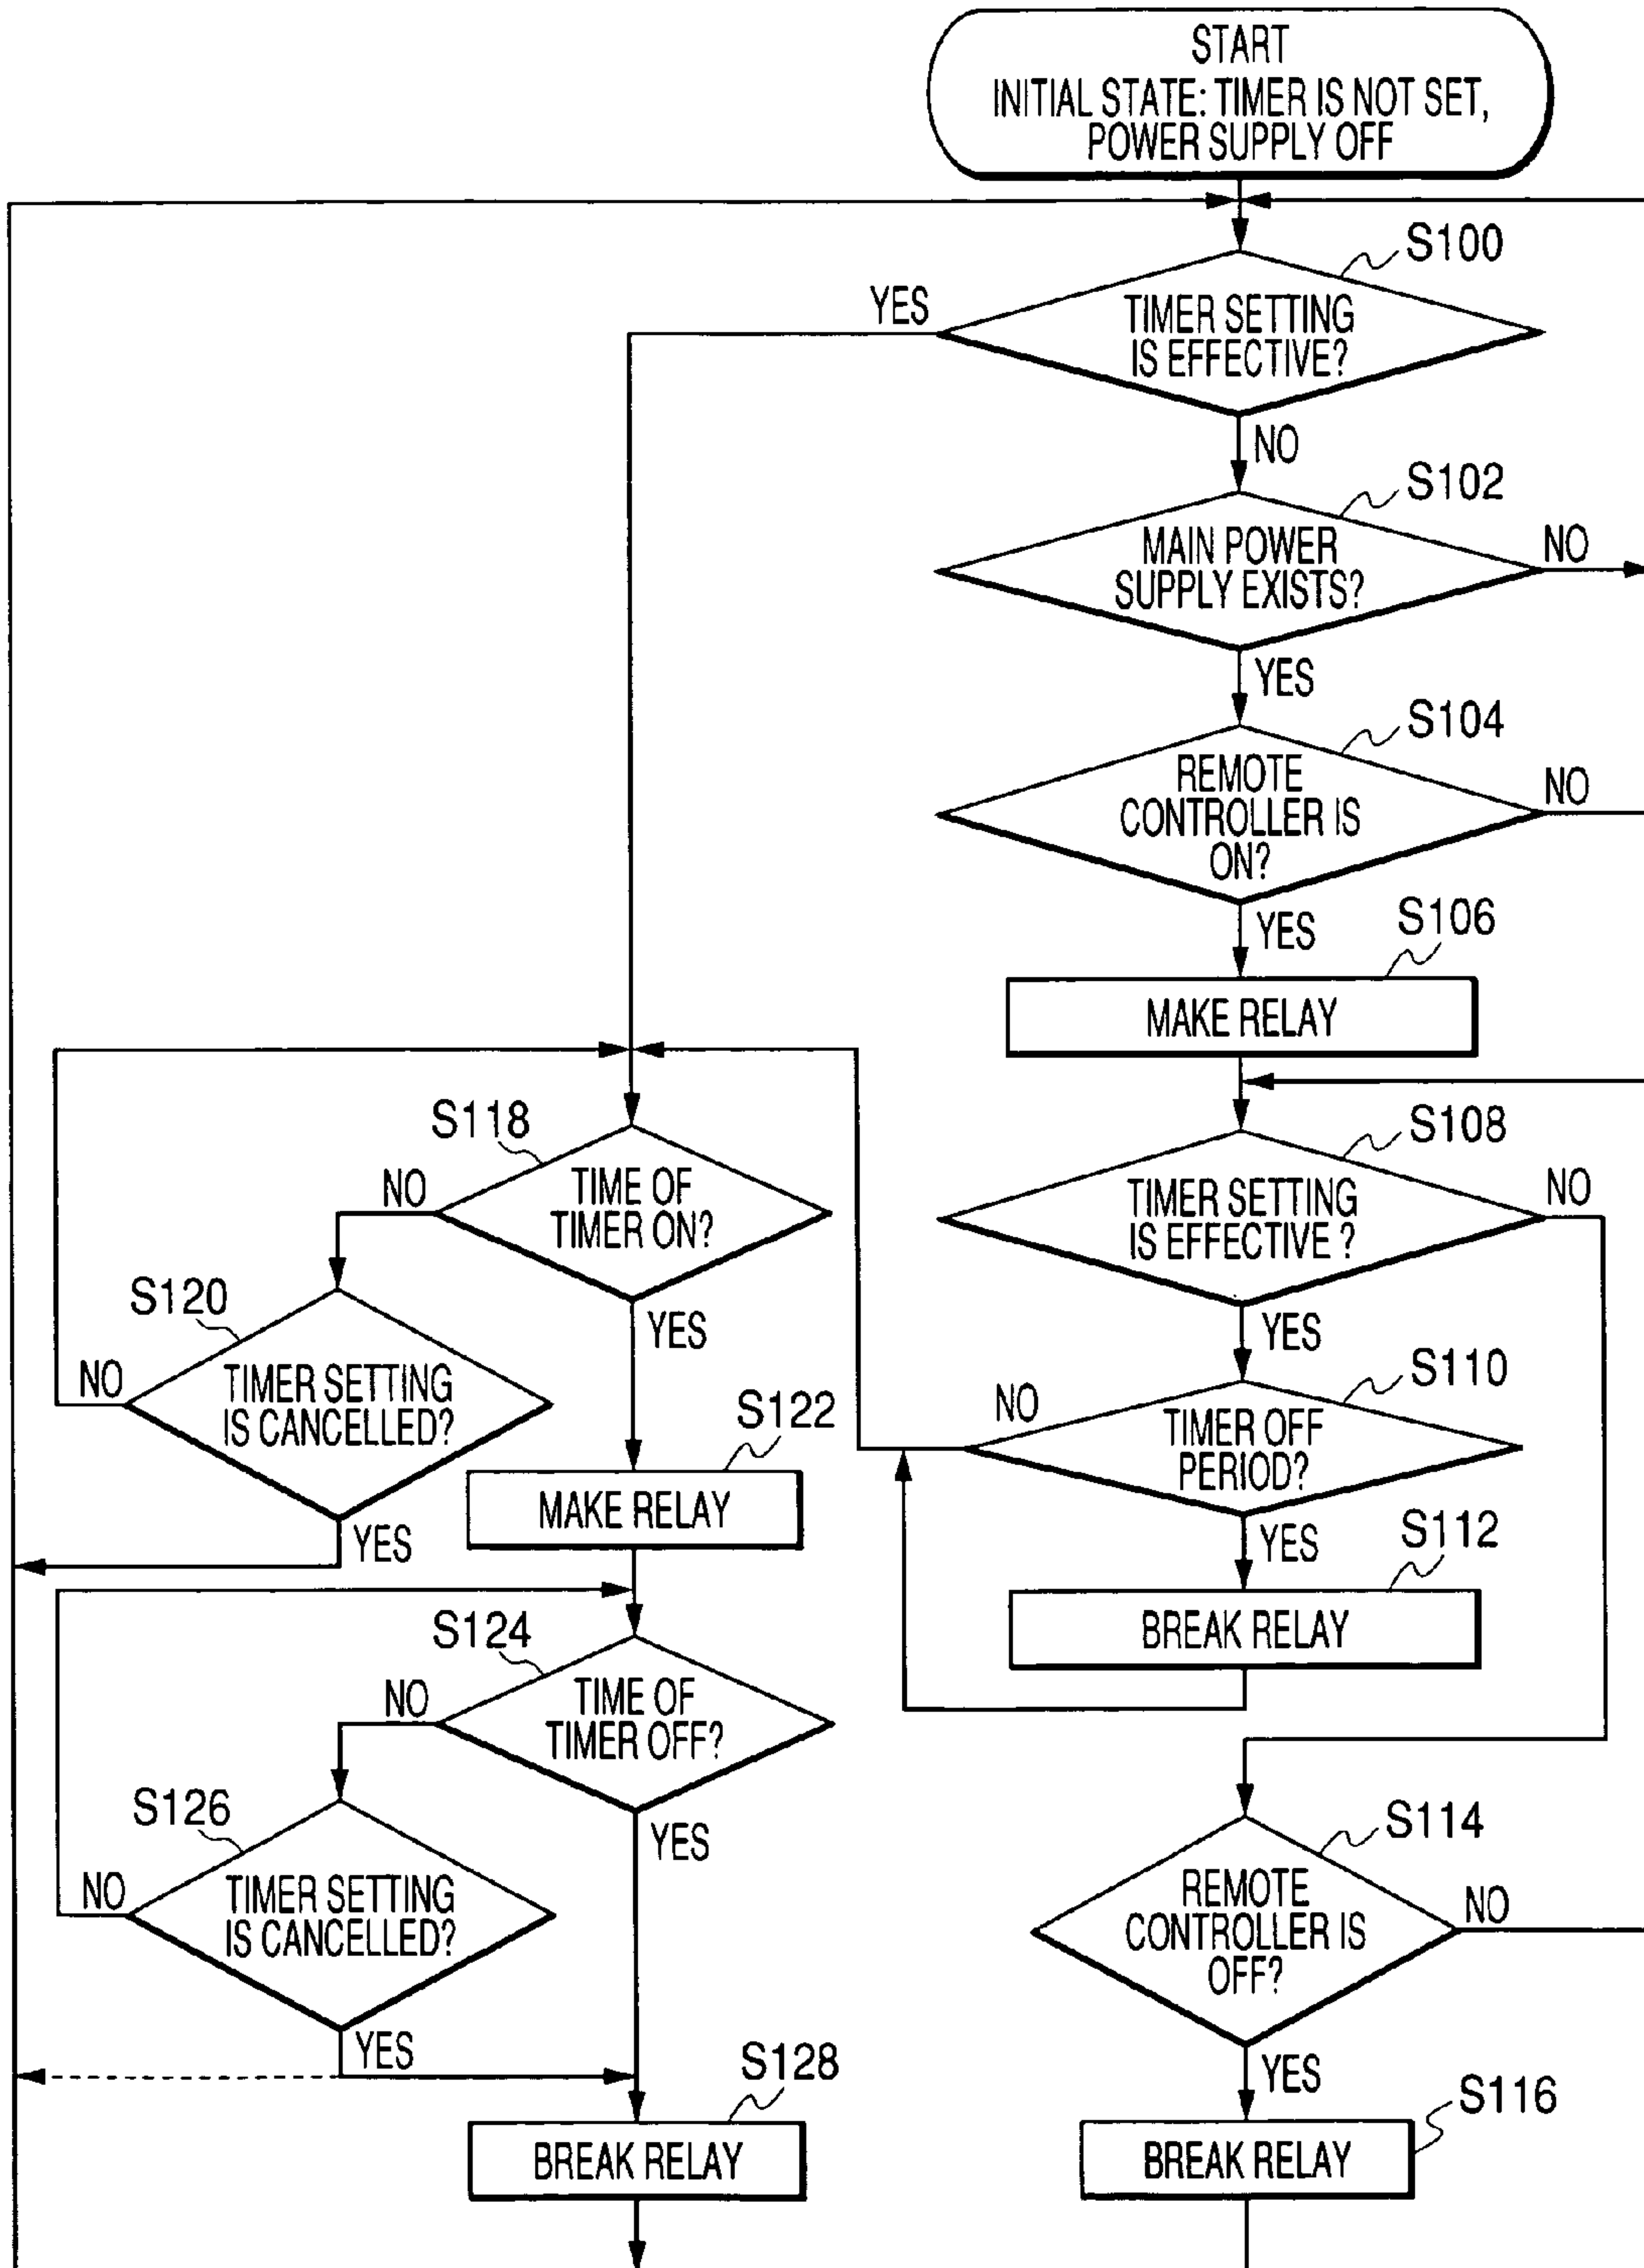 START
INITIAL STATE: TIMER IS NOT SET,
POWER SUPPLY OFF
S100
YES
TIMER SETTING
IS EFFECTIVE?
NO
S102
MAIN POWER
SUPPLY EXISTS?
NO
YES
S104
REMOTE
CONTROLLER IS
ON?
NO
YES
S106
MAKE RELAY
S108
TIMER SETTING
IS EFFECTIVE ?
NO
YES
S110
NO
TIMER OFF
PERIOD?
YES
S112
BREAK RELAY
S114
REMOTE
CONTROLLER IS
OFF?
NO
YES
S116
BREAK RELAY
S118
NO
TIME OF
TIMER ON?
YES
S120
NO
TIMER SETTING
IS CANCELLED?
YES
S122
MAKE RELAY
S124
NO
TIME OF
TIMER OFF?
YES
S126
NO
TIMER SETTING
IS CANCELLED?
YES
S128
BREAK RELAY